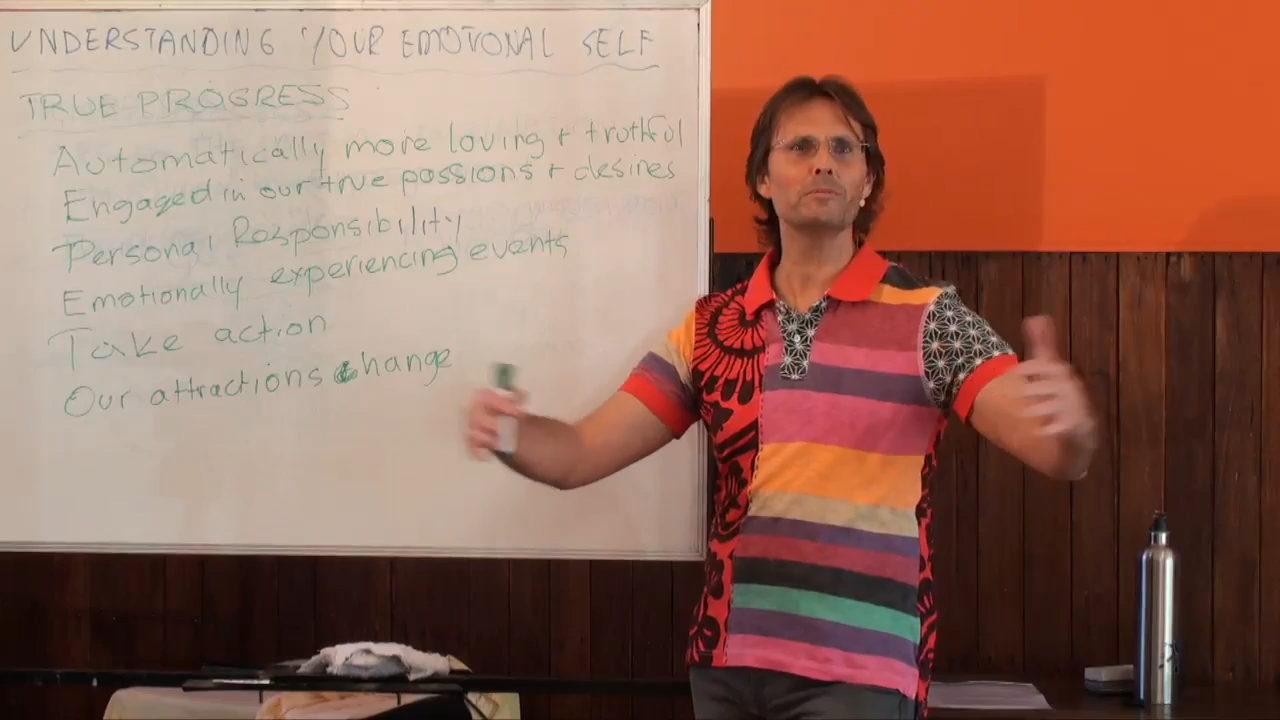 UNDERSTANDING YOUR EMOTIONAL SELF
TRUE PROGRESS
Automatically more loving + truthful
Engaged in our true passions + desires
Personal Responsibility
Emotionally experiencing events
Take action
Our attractions change